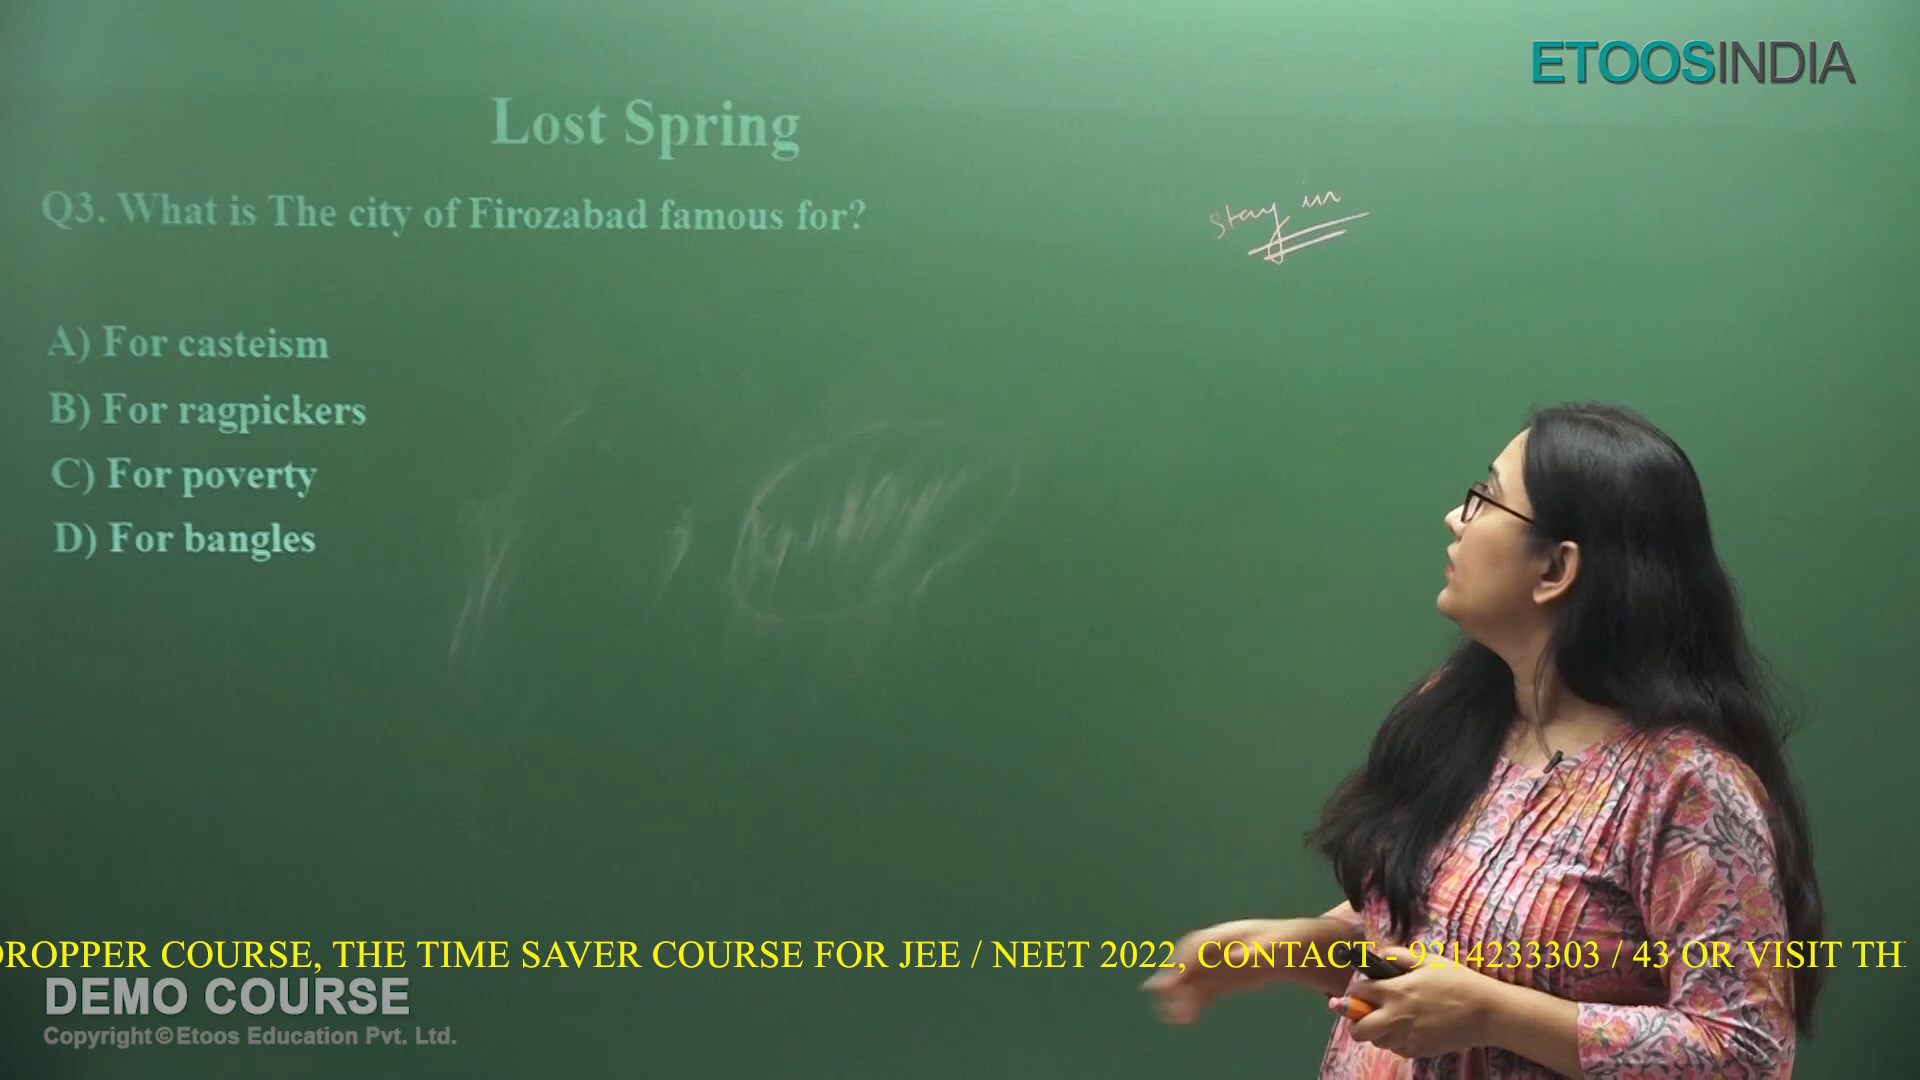 ETOOSINDIA
Lost Spring
Q3. What is The city of Firozabad famous for?
stay in
A) For casteism
B) For ragpickers
C) For poverty
D) For bangles
DROPPER COURSE, THE TIME SAVER COURSE FOR JEE / NEET 2022, CONTACT - 9214233303 / 43 OR VISIT TH
DEMO COURSE
Copyright © Etoos Education Pvt. Ltd.